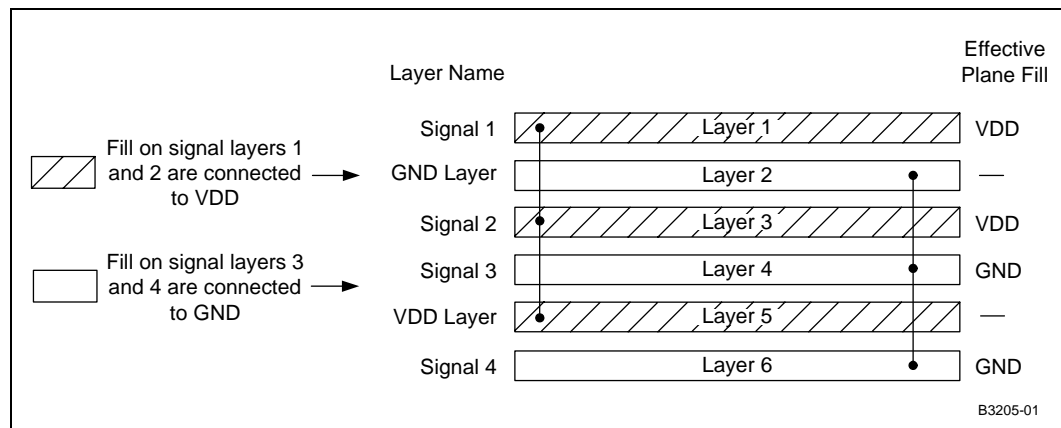 Layer Name
Effective
Plane Fill
Signal 1
Layer 1
VDD
Fill on signal layers 1
and 2 are connected
to VDD
GND Layer
Layer 2
—
Signal 2
Layer 3
VDD
Fill on signal layers 3
and 4 are connected
to GND
Signal 3
Layer 4
GND
VDD Layer
Layer 5
—
Signal 4
Layer 6
GND
B3205-01